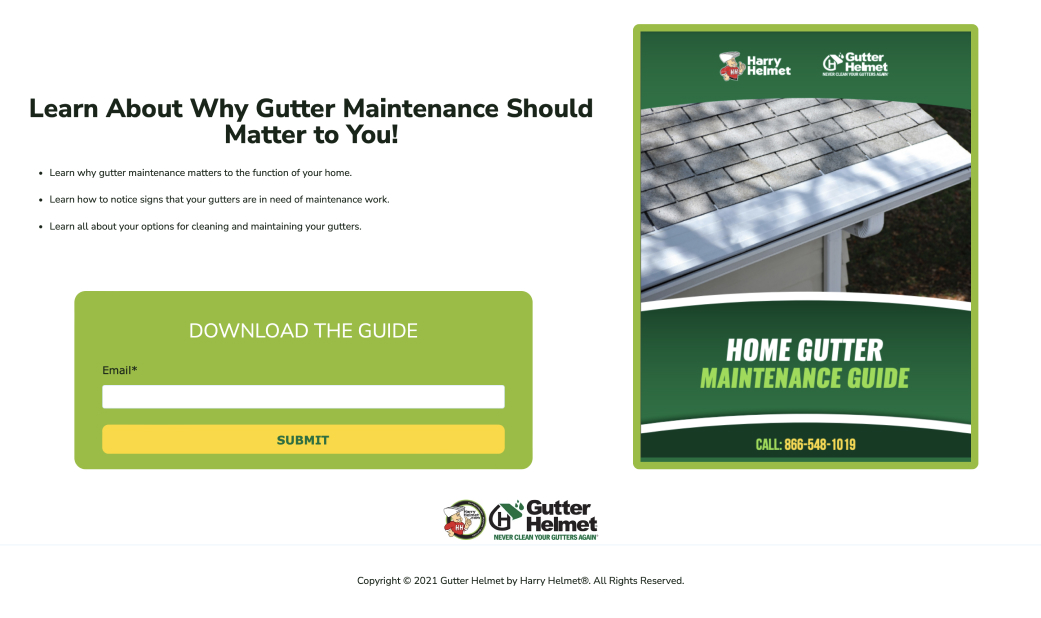 Learn About Why Gutter Maintenance Should
Matter to You!
Learn why gutter maintenance matters to the function of your home.
Learn how to notice signs that your gutters are in need of maintenance work.
Learn all about your options for cleaning and maintaining your gutters.
DOWNLOAD THE GUIDE
Email*
SUBMIT
Harry
Helmet
Gutter
Helmet
NEVER CLEAN YOUR GUTTERS AGAIN®
HOME GUTTER
MAINTENANCE GUIDE
CALL: 866-548-1019
Harry
Helmet
Gutter
Helmet
NEVER CLEAN YOUR GUTTERS AGAIN®
Copyright © 2021 Gutter Helmet by Harry Helmet®. All Rights Reserved.